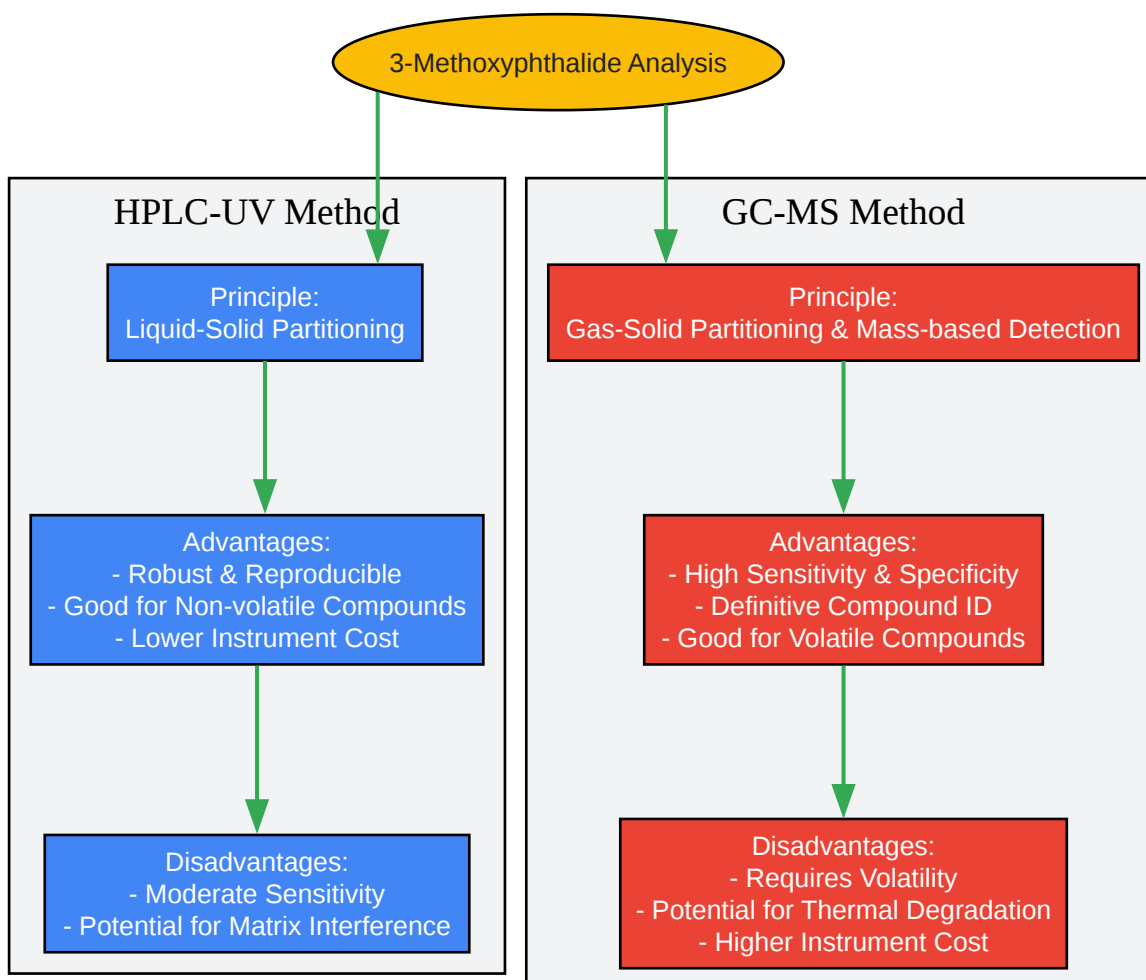 3-Methoxyphthalide Analysis
HPLC-UV Method
Principle:
Liquid-Solid Partitioning
Advantages:
- Robust & Reproducible
- Good for Non-volatile Compounds
- Lower Instrument Cost
Disadvantages:
- Moderate Sensitivity
- Potential for Matrix Interference
GC-MS Method
Principle:
Gas-Solid Partitioning & Mass-based Detection
Advantages:
- High Sensitivity & Specificity
- Definitive Compound ID
- Good for Volatile Compounds
Disadvantages:
- Requires Volatility
- Potential for Thermal Degradation
- Higher Instrument Cost